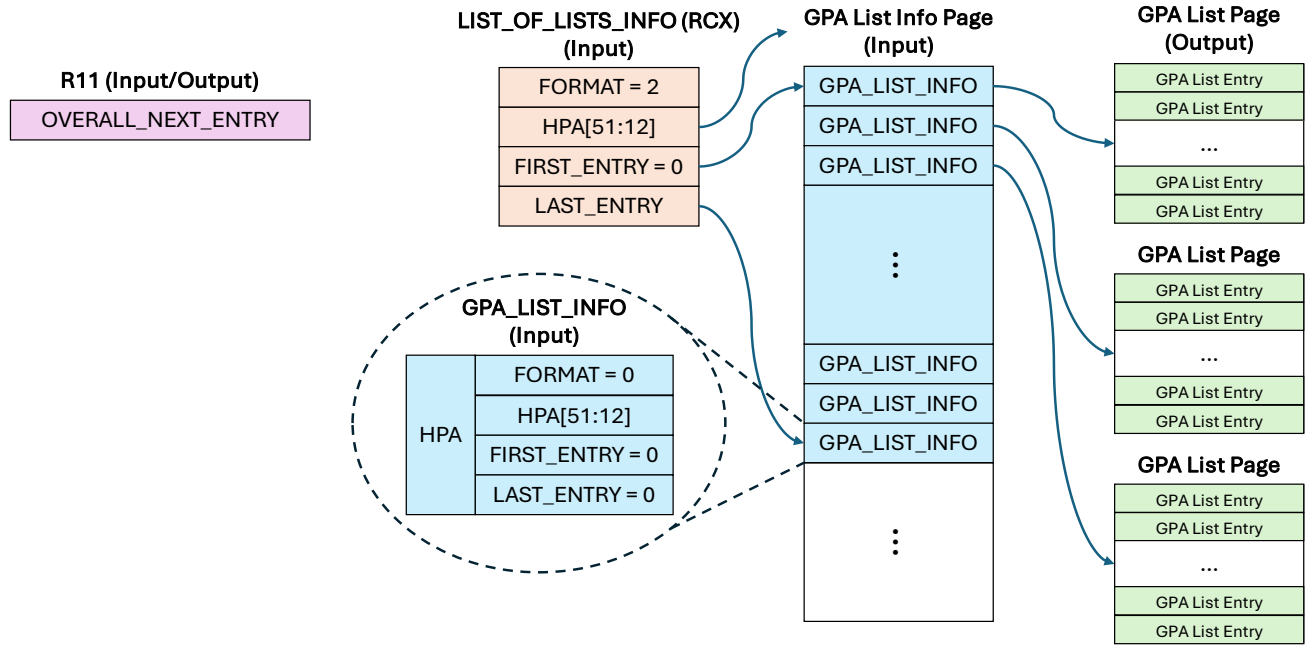 R11 (Input/Output)
OVERALL_NEXT_ENTRY
LIST_OF_LISTS_INFO (RCX)
(Input)
FORMAT = 2
HPA[51:12]
FIRST_ENTRY = 0
LAST_ENTRY
GPA_LIST_INFO
(Input)
HPA
FORMAT = 0
HPA[51:12]
FIRST_ENTRY = 0
LAST_ENTRY = 0
GPA List Info Page
(Input)
GPA_LIST_INFO
GPA_LIST_INFO
GPA_LIST_INFO
⋮
GPA_LIST_INFO
GPA_LIST_INFO
GPA_LIST_INFO
⋮
GPA List Page
(Output)
GPA List Entry
GPA List Entry
...
GPA List Entry
GPA List Entry
GPA List Page
GPA List Entry
GPA List Entry
...
GPA List Entry
GPA List Entry
GPA List Page
GPA List Entry
GPA List Entry
...
GPA List Entry
GPA List Entry